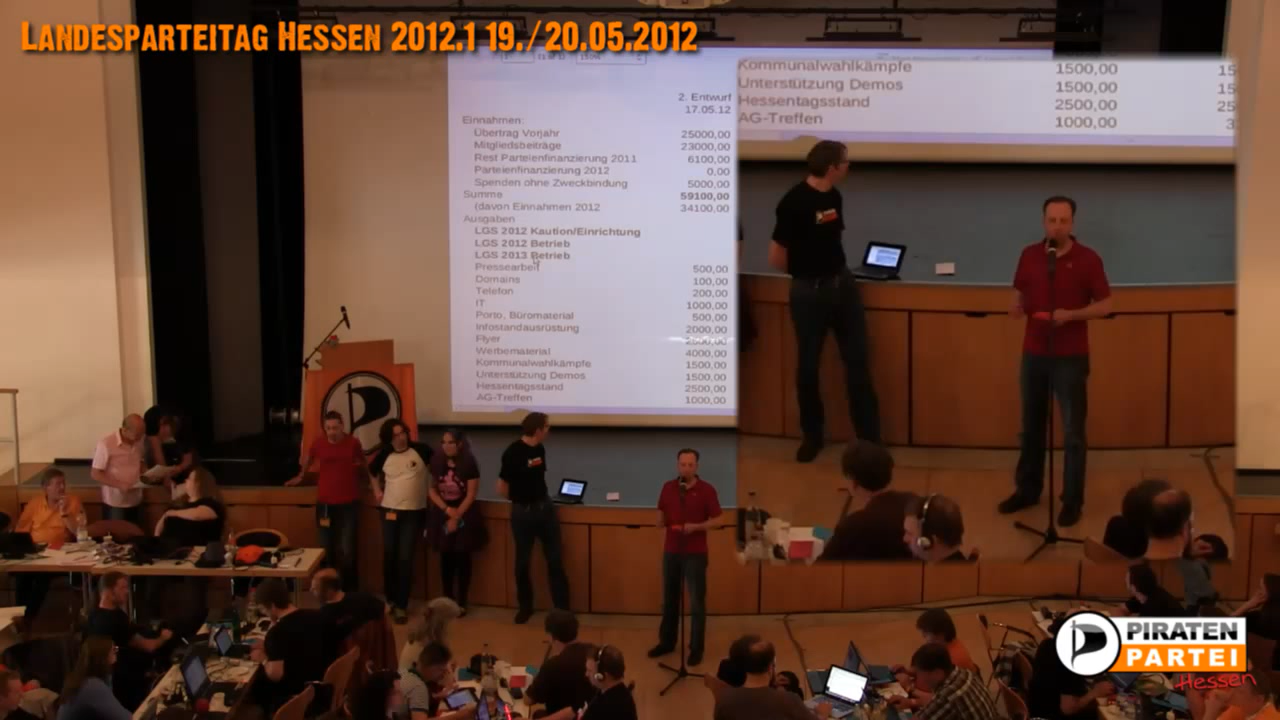 LANDESPARTEITAG HESSEN 2012.1 19./20.05.2012
2. Entwurf
17.05.12
Einnahmen:
Übertrag Vorjahr 25000,00
Mitgliedsbeiträge 23000,00
Rest Parteienfinanzierung 2011 6100,00
Parteienfinanzierung 2012 0,00
Spenden ohne Zweckbindung 5000,00
Summe 59100,00
(davon Einnahmen 2012 34100,00
Ausgaben
LGS 2012 Kaution/Einrichtung
LGS 2012 Betrieb
LGS 2013 Betrieb
Pressearbeit 500,00
Domains 100,00
Telefon 200,00
IT 1000,00
Porto, Büromaterial 500,00
Infostandausrüstung 2000,00
Flyer
Werbematerial 4000,00
Kommunalwahlkämpfe 1500,00
Unterstützung Demos 1500,00
Hessentagsstand 2500,00
AG-Treffen 1000,00
Kommunalwahlkämpfe 1500,00 15
Unterstützung Demos 1500,00 15
Hessentagsstand 2500,00 25
AG-Treffen 1000,00 3
PIRATEN
PARTEI
Hessen